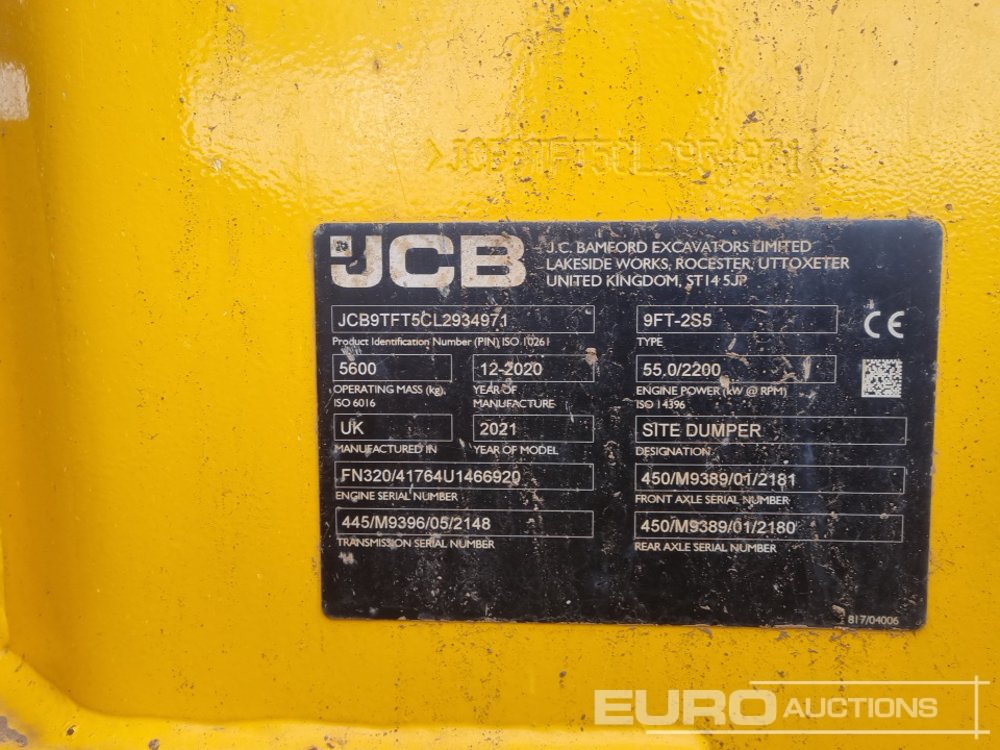 JCB
J.C. BAMFORD EXCAVATORS LIMITED
LAKESIDE WORKS, ROCESTER, UTTOXETER
UNITED KINGDOM, ST14 5JP
JCB9TFT5CL2934971
Product Identification Number (PIN) ISO 10261
9FT-2S5
TYPE
CE
5600
OPERATING MASS (kg),
ISO 6016
12-2020
YEAR OF
MANUFACTURE
55.0/2200
ENGINE POWER (kW @ RPM)
ISO 14396
UK
MANUFACTURED IN
2021
YEAR OF MODEL
SITE DUMPER
DESIGNATION
FN320/41764U1466920
ENGINE SERIAL NUMBER
450/M9389/01/2181
FRONT AXLE SERIAL NUMBER
445/M9396/05/2148
TRANSMISSION SERIAL NUMBER
450/M9389/01/2180
REAR AXLE SERIAL NUMBER
817/04006
EURO AUCTIONS